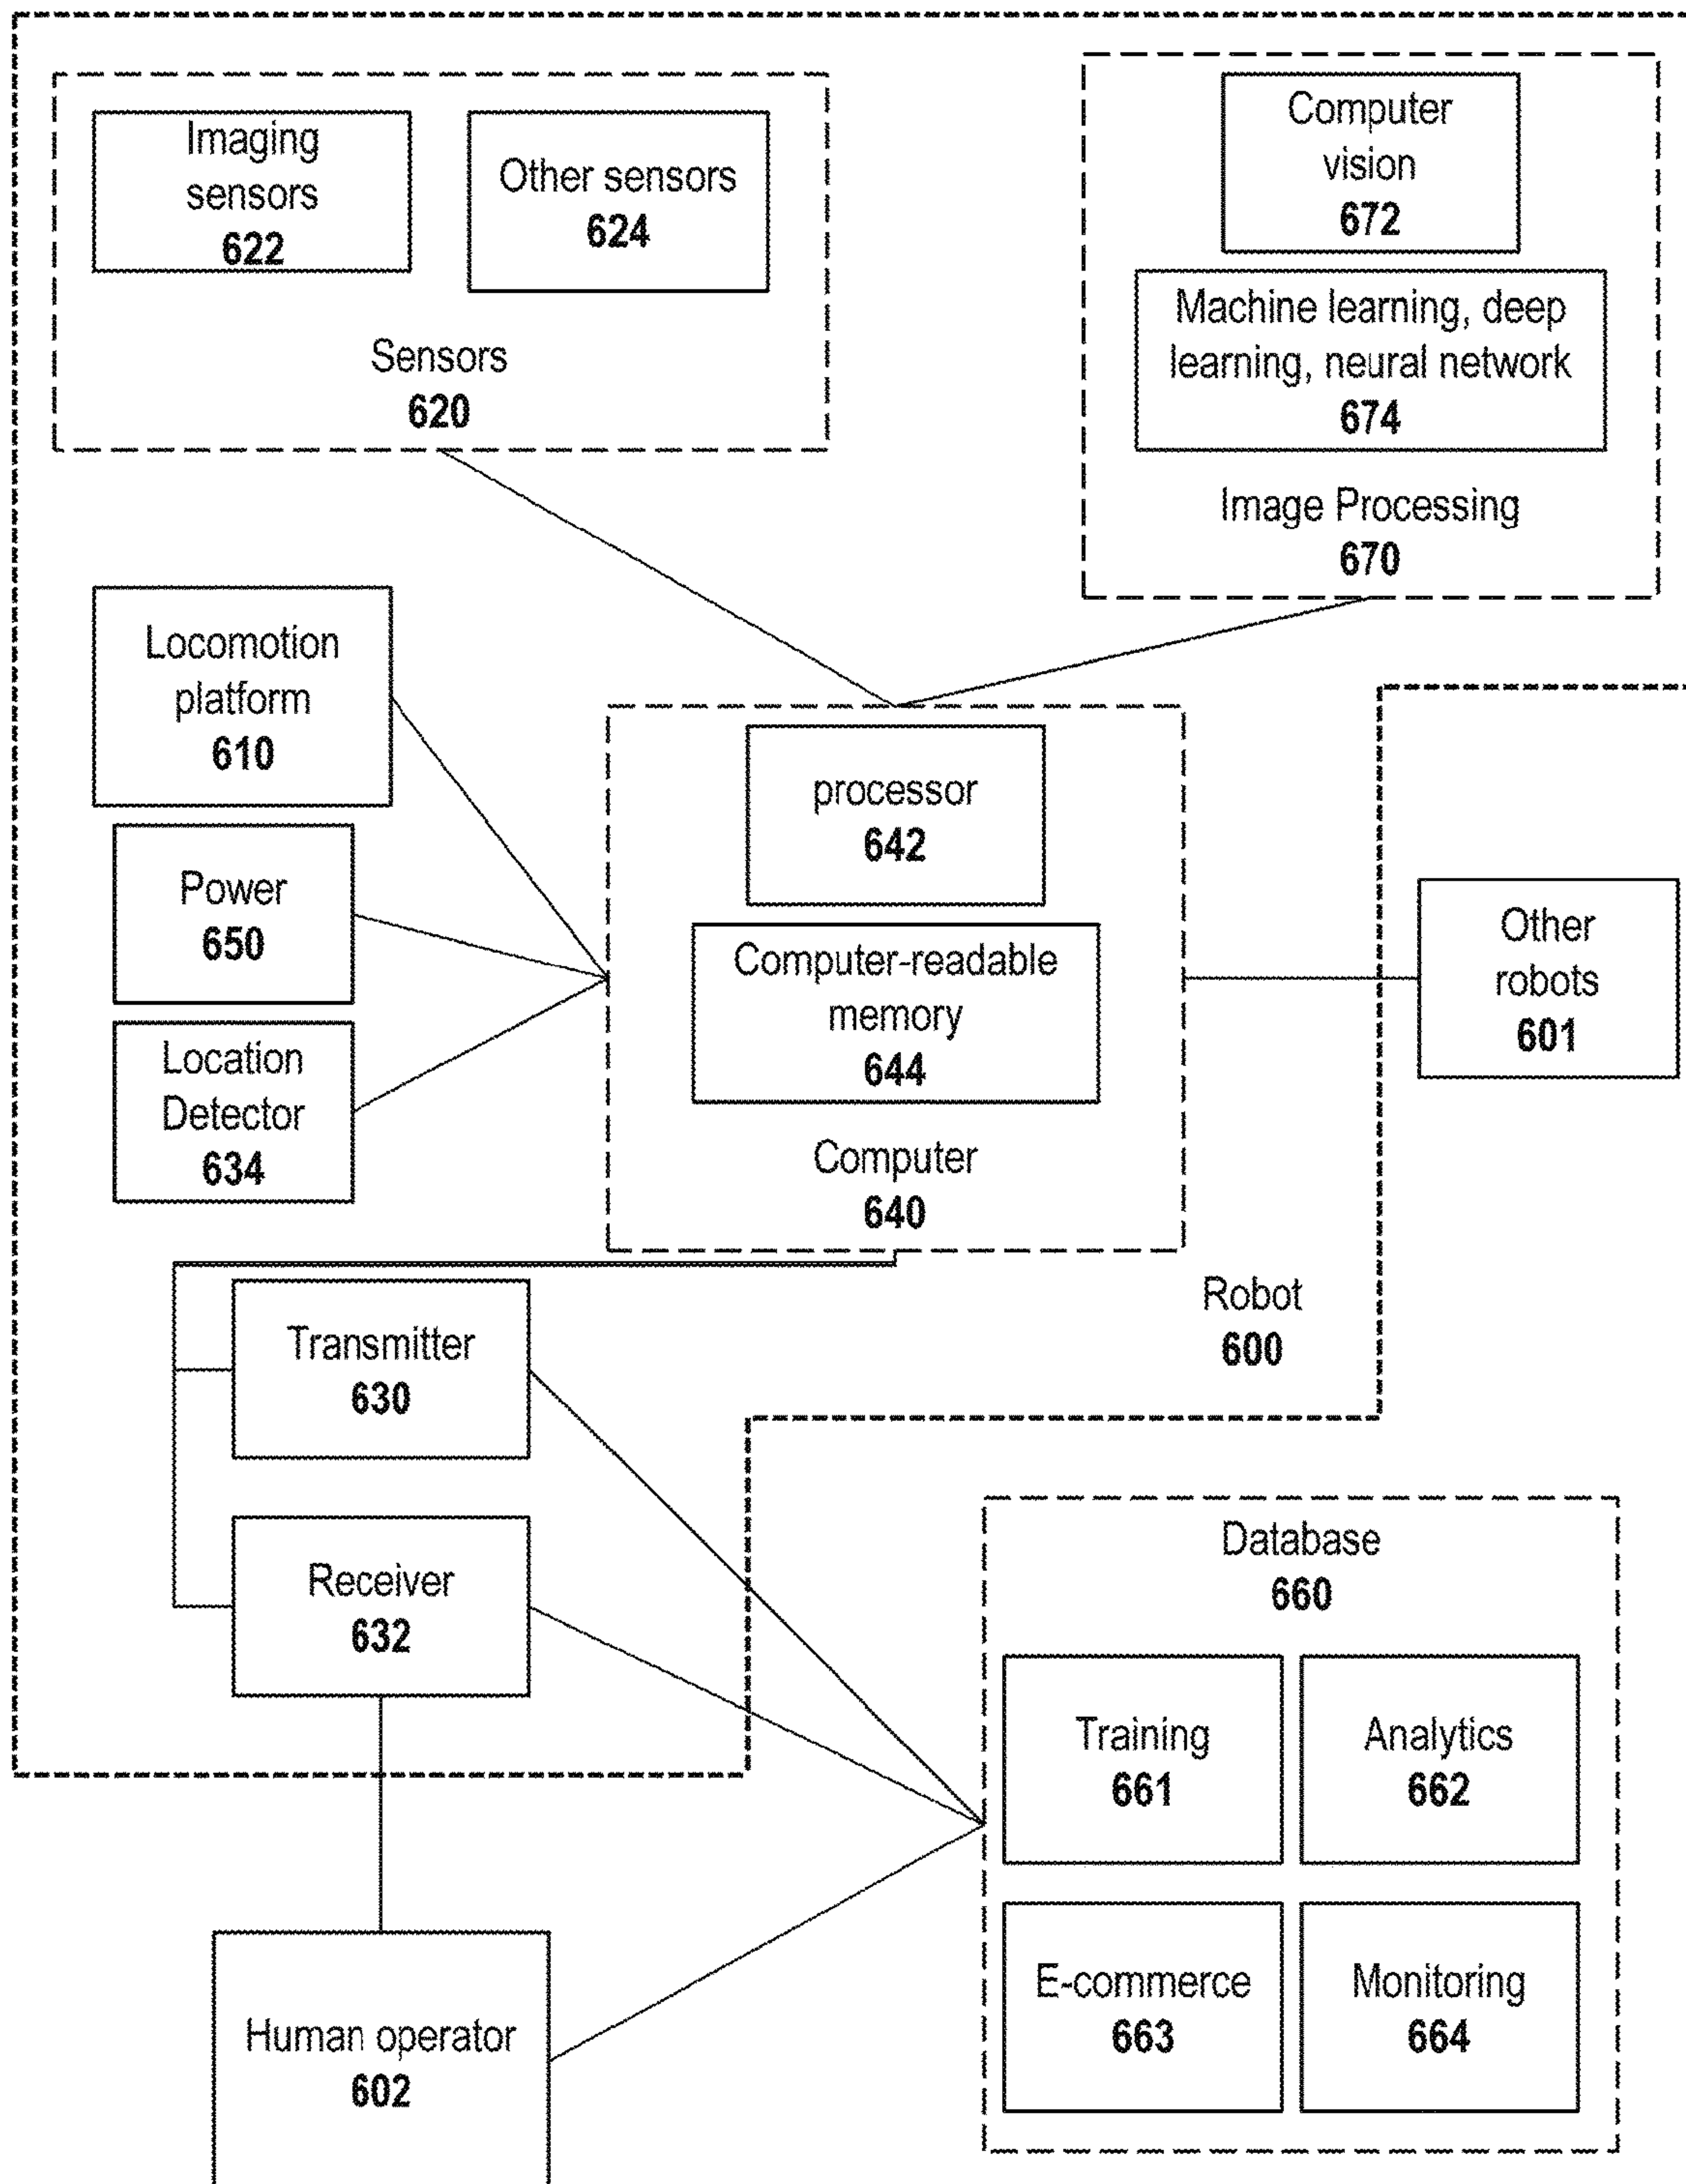 Imaging
sensors
622
Other sensors
624
Sensors
620
Computer
vision
672
Machine learning, deep
learning, neural network
674
Image Processing
670
Locomotion
platform
610
Power
650
Location
Detector
634
processor
642
Computer-readable
memory
644
Computer
640
Other
robots
601
Robot
600
Transmitter
630
Receiver
632
Database
660
Training
661
Analytics
662
E-commerce
663
Monitoring
664
Human operator
602